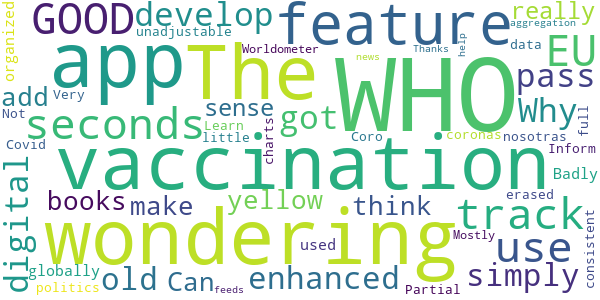 organized
GOOD
develop
unadjustable
feature
really
aggregation
Worldometer
help
Thanks
news
data
EU
app
The
WHO
pass
add
Not
Very
seconds
sense
Learn
little
got
Why
full
Covid
charts
Coro
coronas
nosotras
Inform
vaccination
Badly
digital
books
make
yellow
think
erased
track
wondering
used
Mostly
use
consistent
globally
politics
old
Can
feeds
enhanced
Partial
simply